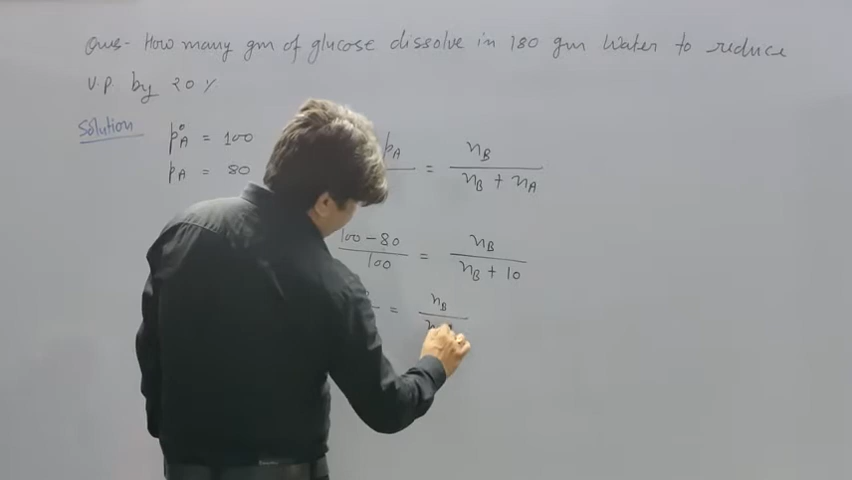 Ques- How many gm of glucose dissolve in 180 gm water to reduce
V.P. by 20 %
Solution
p°A = 100
pA = 80
pA / = nB / nB + nA
100 - 80 / 100 = nB / nB + 10
= nB / n